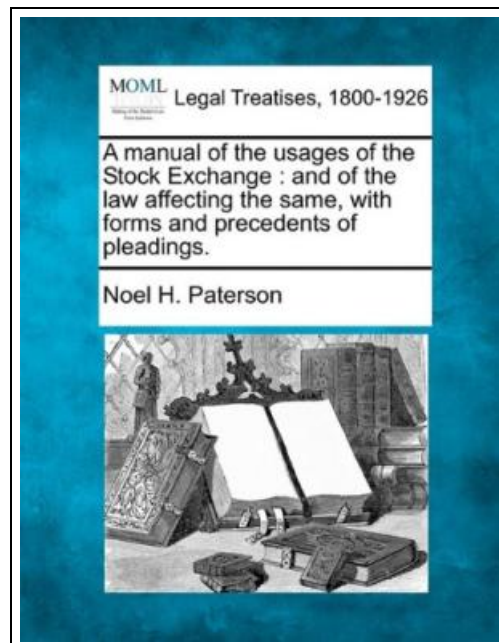 MOML
Legal Treatises, 1800-1926
A manual of the usages of the
Stock Exchange : and of the
law affecting the same, with
forms and precedents of
pleadings.
Noel H. Paterson